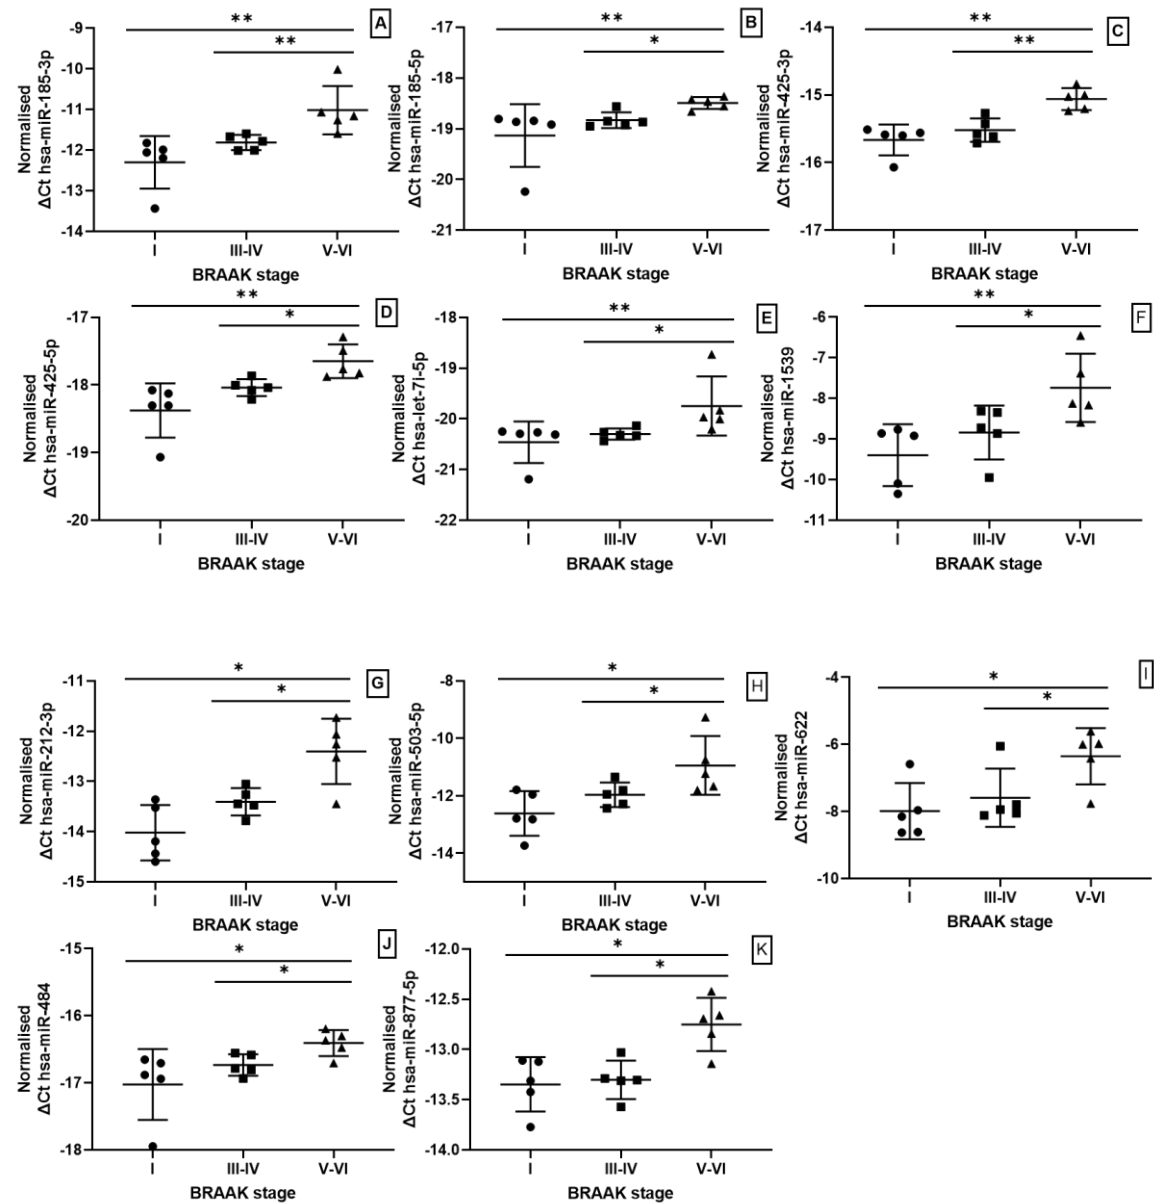 A
**
**
Normalised
ΔCt hsa-miR-185-3p
-9
-10
-11
-12
-13
-14
I
III-IV
V-VI
BRAAK stage
B
**
*
Normalised
ΔCt hsa-miR-185-5p
-17
-18
-19
-20
-21
I
III-IV
V-VI
BRAAK stage
C
**
**
Normalised
ΔCt hsa-miR-425-3p
-14
-15
-16
-17
I
III-IV
V-VI
BRAAK stage
D
**
*
Normalised
ΔCt hsa-miR-425-5p
-17
-18
-19
-20
I
III-IV
V-VI
BRAAK stage
E
**
*
Normalised
ΔCt hsa-let-7i-5p
-18
-19
-20
-21
-22
I
III-IV
V-VI
BRAAK stage
F
**
*
Normalised
ΔCt hsa-miR-1539
-6
-7
-8
-9
-10
-11
I
III-IV
V-VI
BRAAK stage
G
*
*
Normalised
ΔCt hsa-miR-212-3p
-11
-12
-13
-14
-15
I
III-IV
V-VI
BRAAK stage
H
*
*
Normalised
ΔCt hsa-miR-503-5p
-8
-10
-12
-14
I
III-IV
V-VI
BRAAK stage
I
*
*
Normalised
ΔCt hsa-miR-622
-4
-6
-8
-10
I
III-IV
V-VI
BRAAK stage
J
*
*
Normalised
ΔCt hsa-miR-484
-15
-16
-17
-18
I
III-IV
V-VI
BRAAK stage
K
*
*
Normalised
ΔCt hsa-miR-877-5p
-12.0
-12.5
-13.0
-13.5
-14.0
I
III-IV
V-VI
BRAAK stage